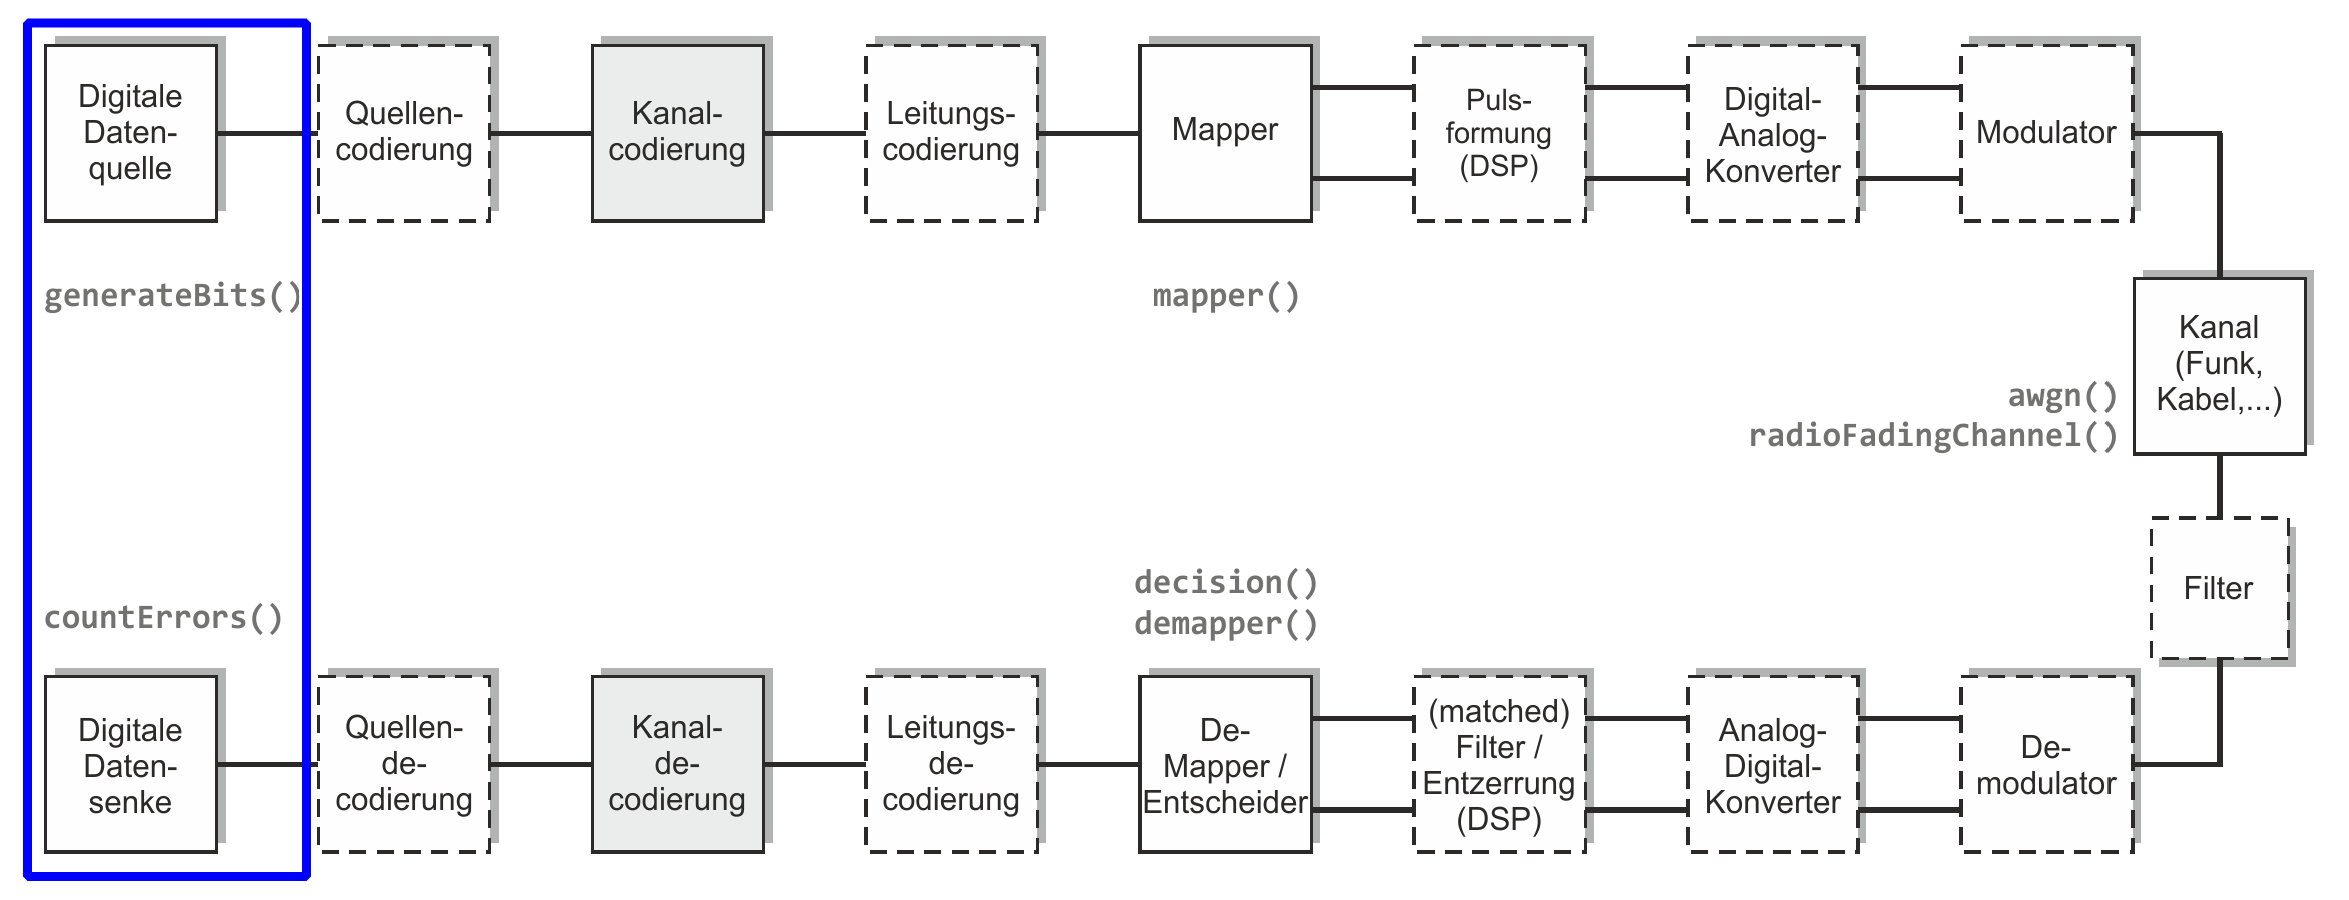 Digitale
Daten-
quelle
Quellen-
codierung
Kanal-
codierung
Leitungs-
codierung
Mapper
Puls-
formung
(DSP)
Digital-
Analog-
Konverter
Modulator
generateBits()
mapper()
Kanal
(Funk,
Kabel,...)
awgn()
radioFadingChannel()
Filter
decision()
demapper()
countErrors()
Digitale
Daten-
senke
Quellen-
de-
codierung
Kanal-
de-
codierung
Leitungs-
de-
codierung
De-
Mapper /
Entscheider
(matched)
Filter /
Entzerrung
(DSP)
Analog-
Digital-
Konverter
De-
modulator